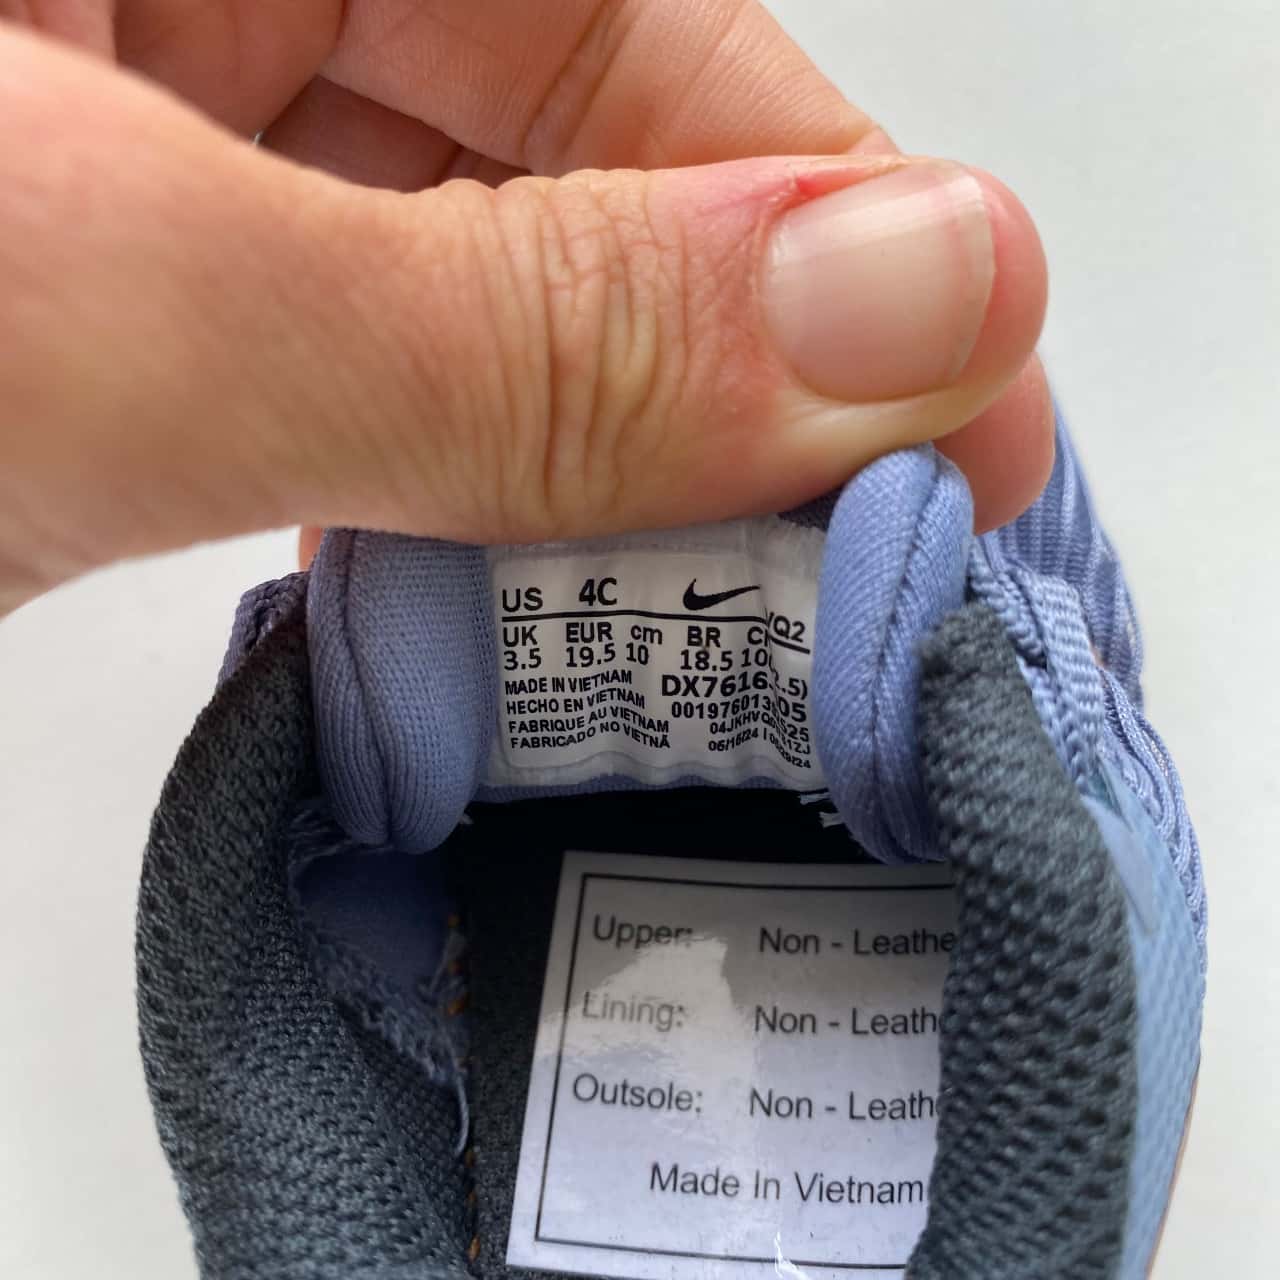 US 4C VQ2
UK EUR cm BR
3.5 19.5 10 18.5
MADE IN VIETNAM
HECHO EN VIETNAM
FABRIQUE AU VIETNAM
FABRICADO NO VIETNÃ
Upper: Non - Leathe
Lining: Non - Leath
Outsole: Non - Leath
Made In Vietnam